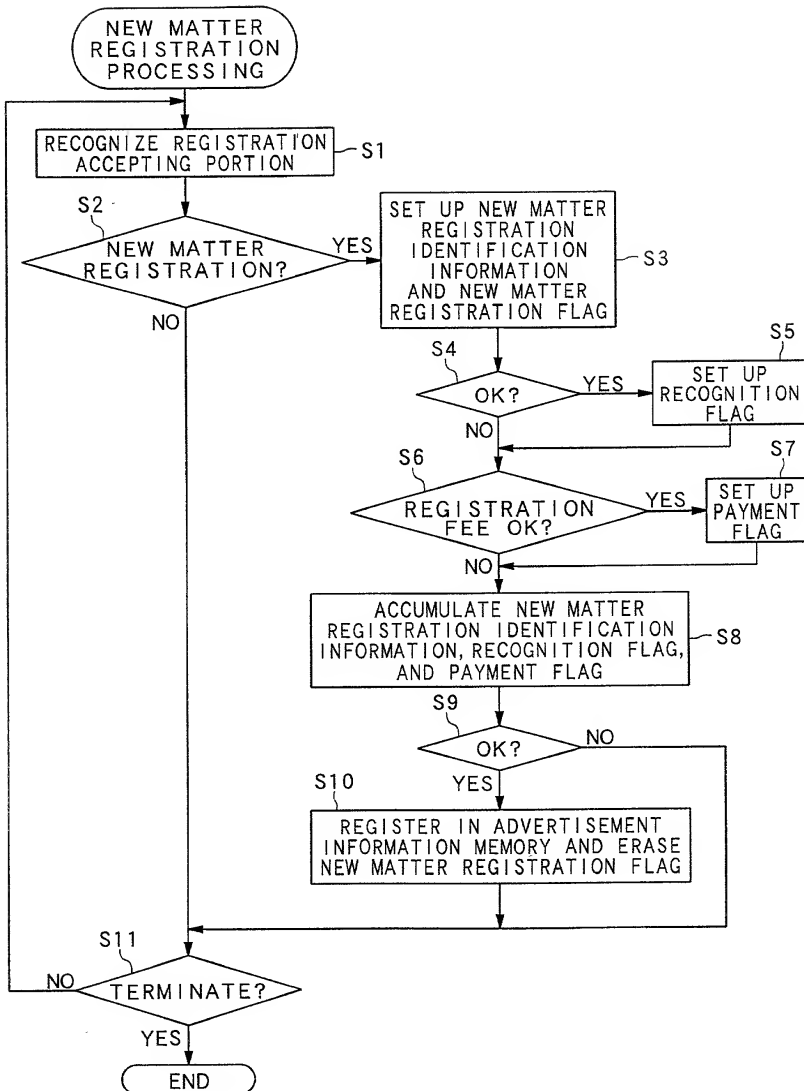 NEW MATTER
REGISTRATION
PROCESSING
RECOGNIZE REGISTRATION
ACCEPTING PORTION
S1
S2
NEW MATTER
REGISTRATION?
YES
NO
SET UP NEW MATTER
REGISTRATION
IDENTIFICATION
INFORMATION
AND NEW MATTER
REGISTRATION FLAG
S3
S4
OK?
YES
NO
S5
SET UP
RECOGNITION
FLAG
S6
REGISTRATION
FEE OK?
YES
NO
S7
SET UP
PAYMENT
FLAG
ACCUMULATE NEW MATTER
REGISTRATION IDENTIFICATION
INFORMATION, RECOGNITION FLAG,
AND PAYMENT FLAG
S8
S9
OK?
NO
YES
S10
REGISTER IN ADVERTISEMENT
INFORMATION MEMORY AND ERASE
NEW MATTER REGISTRATION FLAG
S11
TERMINATE?
NO
YES
END